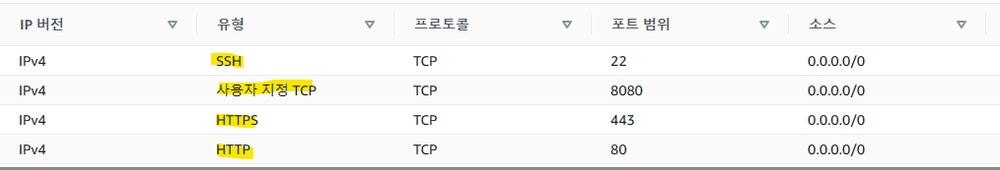 IP 버전 유형 프로토콜 포트 범위 소스
IPv4 SSH TCP 22 0.0.0.0/0
IPv4 사용자 지정 TCP TCP 8080 0.0.0.0/0
IPv4 HTTPS TCP 443 0.0.0.0/0
IPv4 HTTP TCP 80 0.0.0.0/0